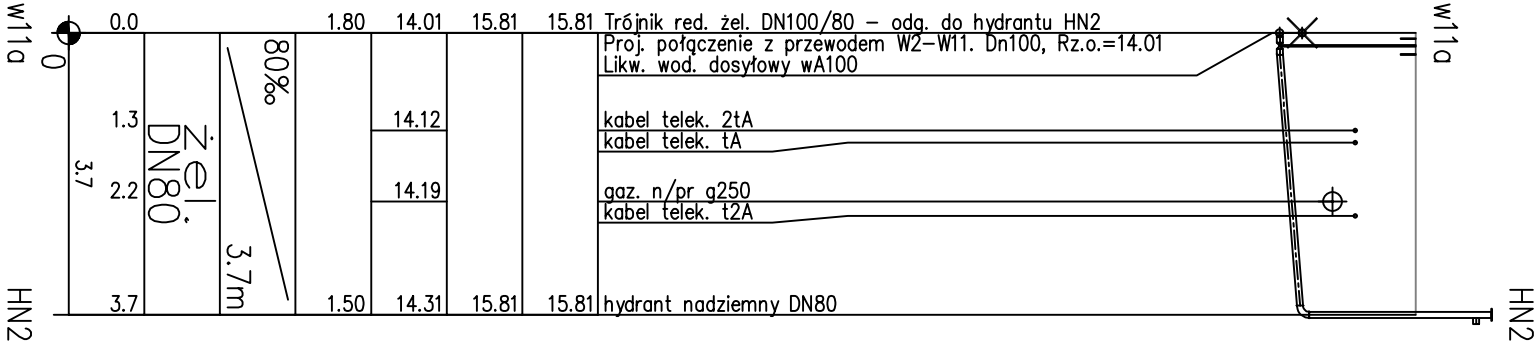 w11a
0.0
1.80 14.01 15.81 15.81 Trójnik red. żel. DN100/80 – odg. do hydrantu HN2
w11a
0
Proj. połączenie z przewodem W2–W11. Dn100, Rz.o.=14.01
80‰
Likw. wod. dosyłowy wA100
1.3
14.12
kabel telek. 2tA
Żel.
DN80
kabel telek. tA
3.7
2.2
14.19
gaz. n/pr g250
kabel telek. t2A
3.7m
HN2
3.7
1.50 14.31 15.81 15.81 hydrant nadziemny DN80
HN2